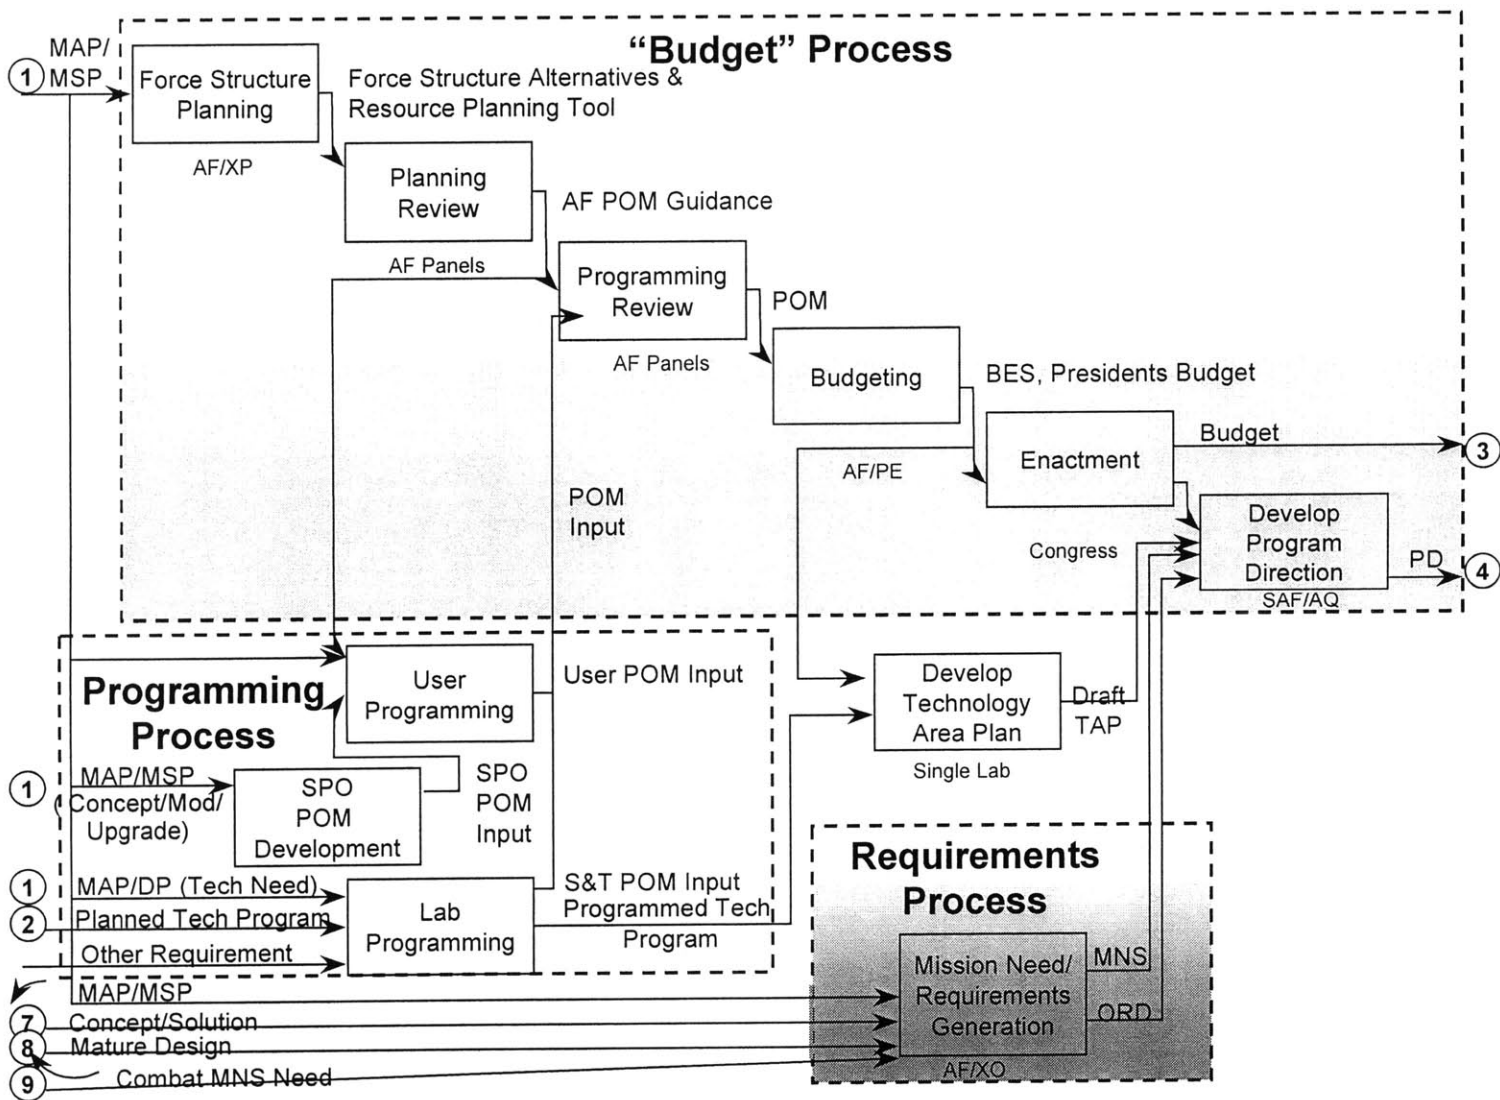 “Budget” Process
MAP/
MSP
1
Force Structure
Planning
AF/XP
Force Structure Alternatives &
Resource Planning Tool
Planning
Review
AF Panels
AF POM Guidance
Programming
Review
AF Panels
POM
Budgeting
AF/PE
BES, Presidents Budget
Enactment
Congress
Budget
3
POM
Input
Develop
Program
Direction
SAF/AQ
PD
4
Programming
Process
User
Programming
User POM Input
Develop
Technology
Area Plan
Single Lab
Draft
TAP
1
MAP/MSP
( Concept/Mod/
Upgrade)
SPO
POM
Development
SPO
POM
Input
1
MAP/DP (Tech Need)
2
Planned Tech Program
Other Requirement
Lab
Programming
S&T POM Input
Programmed Tech
Program
Requirements
Process
Mission Need/
Requirements
Generation
AF/XO
MNS
ORD
MAP/MSP
7
Concept/Solution
8
Mature Design
9
Combat MNS Need